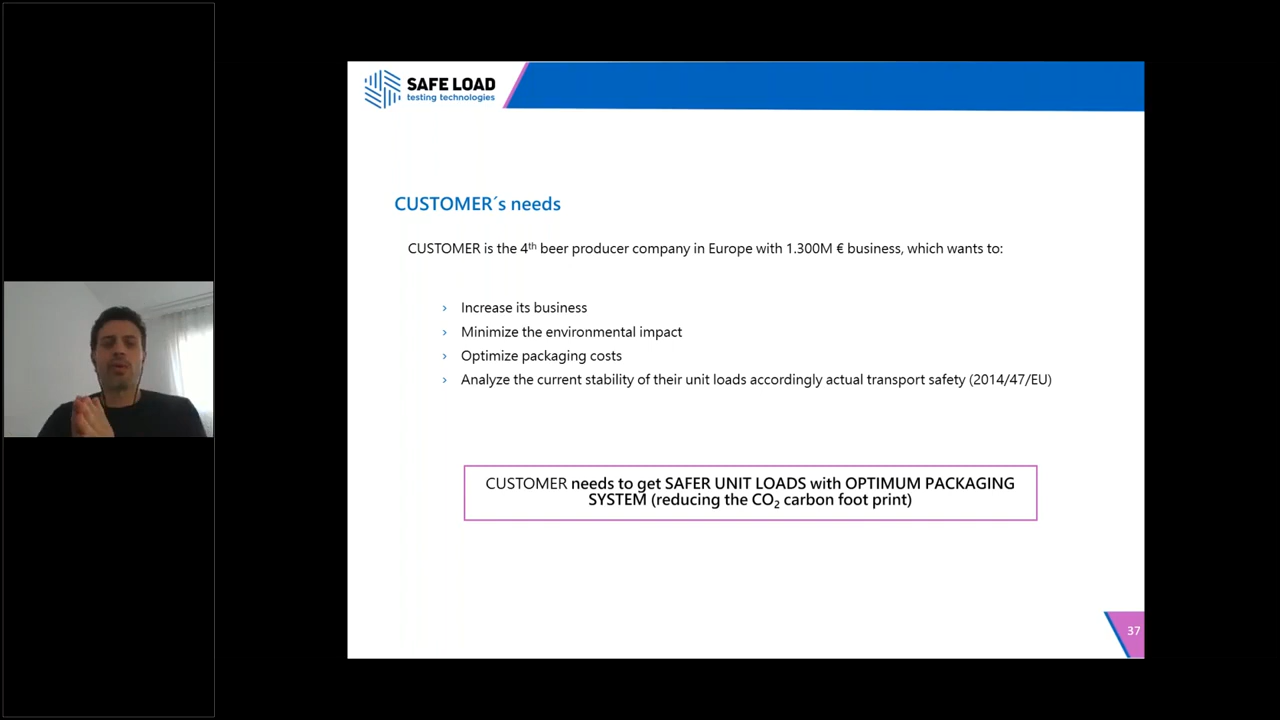 SAFE LOAD
testing technologies
CUSTOMER´s needs
CUSTOMER is the 4th beer producer company in Europe with 1.300M € business, which wants to:
› Increase its business
› Minimize the environmental impact
› Optimize packaging costs
› Analyze the current stability of their unit loads accordingly actual transport safety (2014/47/EU)
CUSTOMER needs to get SAFER UNIT LOADS with OPTIMUM PACKAGING
SYSTEM (reducing the CO₂ carbon foot print)
37